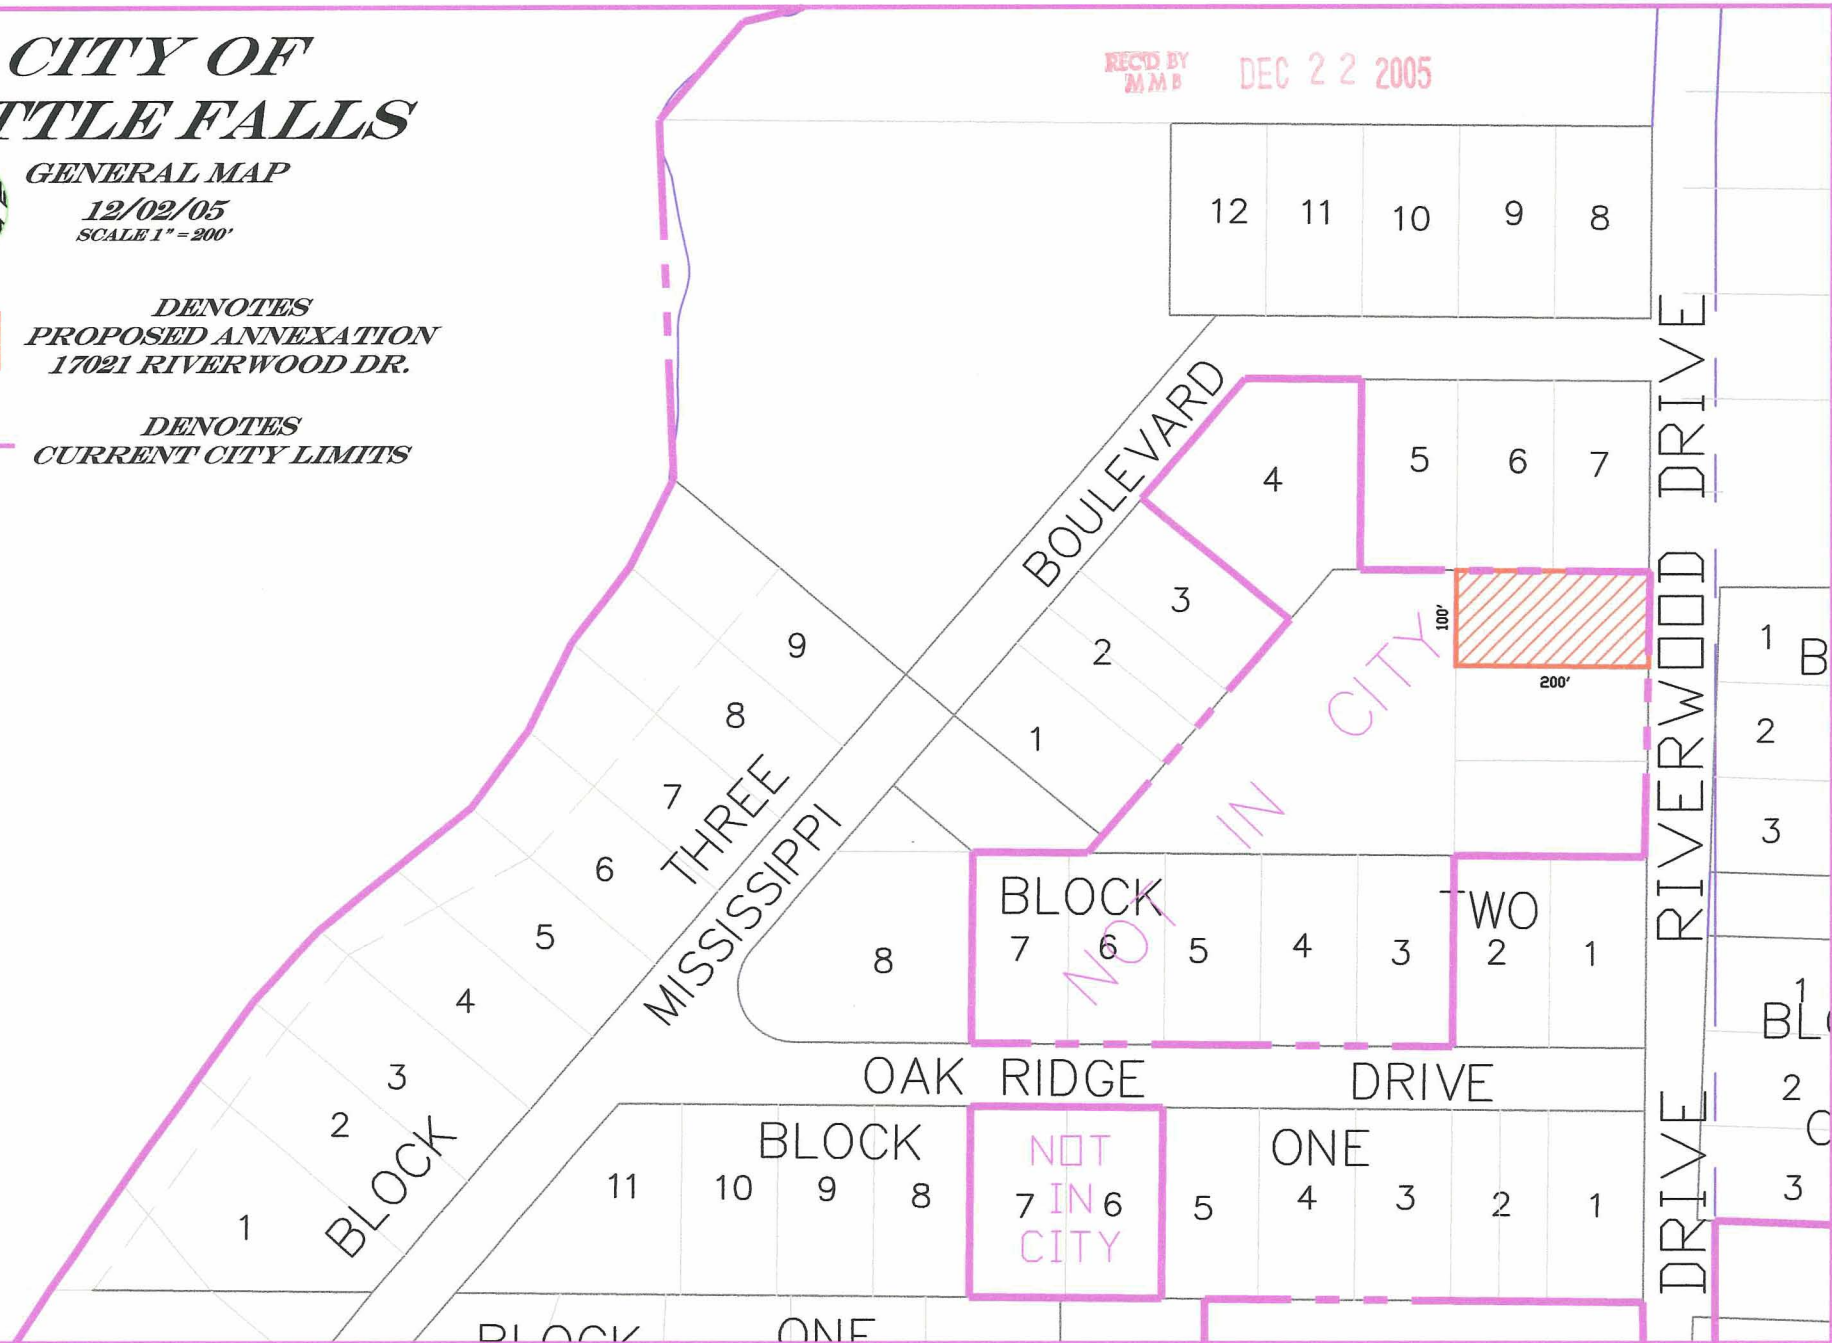 CITY OF
TTLE FALLS
GENERAL MAP
12/02/05
SCALE 1" = 200'
DENOTES
PROPOSED ANNEXATION
17021 RIVERWOOD DR.
DENOTES
CURRENT CITY LIMITS
REC'D BY
MMB
DEC 22 2005
12 11 10 9 8
BOULEVARD
4 5 6 7
RIVERWOOD DRIVE
3
2
1
100'
200'
NOT IN CITY
9
8
7
6
5
4
3
2
1
BLOCK THREE
MISSISSIPPI
BLOCK TWO
8 7 6 5 4 3 2 1
OAK RIDGE DRIVE
BLOCK ONE
11 10 9 8 7 6 5 4 3 2 1
NOT
IN
CITY
DRIVE
1
B
2
3
1
BL
2
3
BLOCK ONE